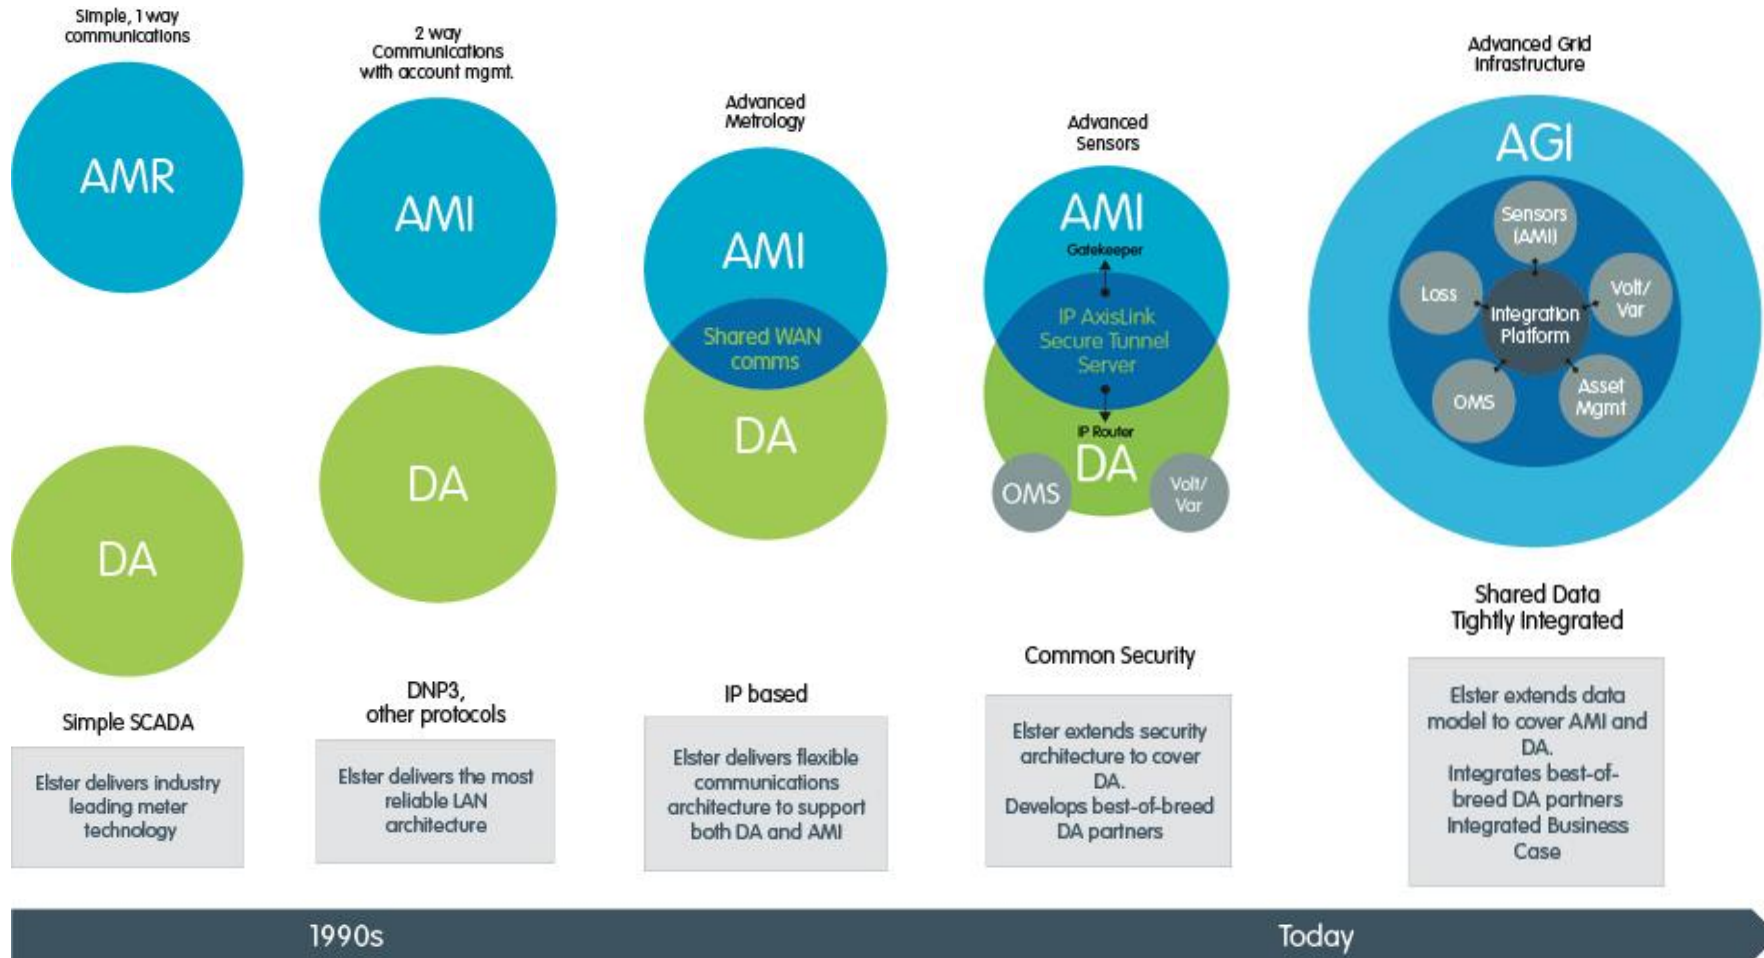 Simple, 1 way
communications
AMR
DA
Simple SCADA
Elster delivers industry
leading meter
technology
2 way
Communications
with account mgmt.
AMI
DA
DNP3,
other protocols
Elster delivers the most
reliable LAN
architecture
Advanced
Metrology
AMI
Shared WAN
comms
DA
IP based
Elster delivers flexible
communications
architecture to support
both DA and AMI
Advanced
Sensors
AMI
Gatekeeper
IP AxisLink
Secure Tunnel
Server
IP Router
DA
OMS
Volt/
Var
Common Security
Elster extends security
architecture to cover
DA.
Develops best-of-breed
DA partners
Advanced Grid
Infrastructure
AGI
Sensors
(AMI)
Loss
Volt/
Var
Integration
Platform
OMS
Asset
Mgmt
Shared Data
Tightly Integrated
Elster extends data
model to cover AMI and
DA.
Integrates best-of-
breed DA partners
Integrated Business
Case
1990s
Today